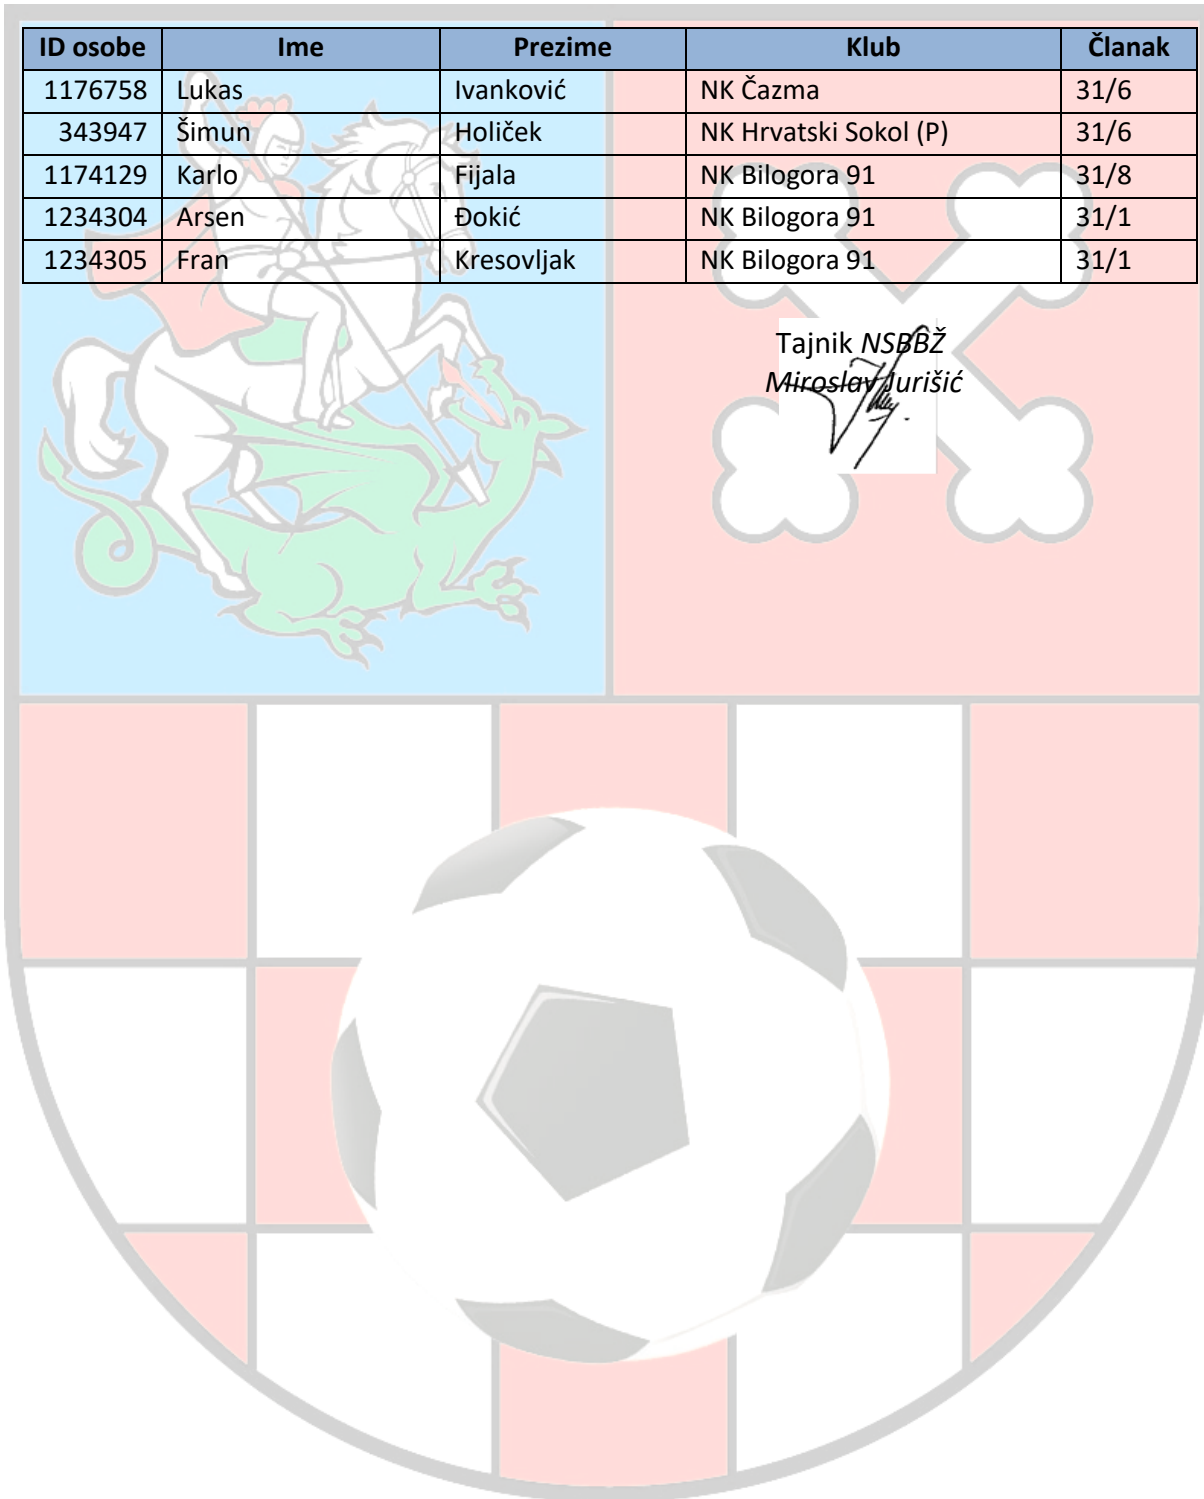 ID osobe Ime Prezime Klub Članak
1176758 Lukas Ivanković NK Čazma 31/6
343947 Šimun Holiček NK Hrvatski Sokol (P) 31/6
1174129 Karlo Fijala NK Bilogora 91 31/8
1234304 Arsen Đokić NK Bilogora 91 31/1
1234305 Fran Kresovljak NK Bilogora 91 31/1
Tajnik NSBBŽ
Miroslav Jurišić